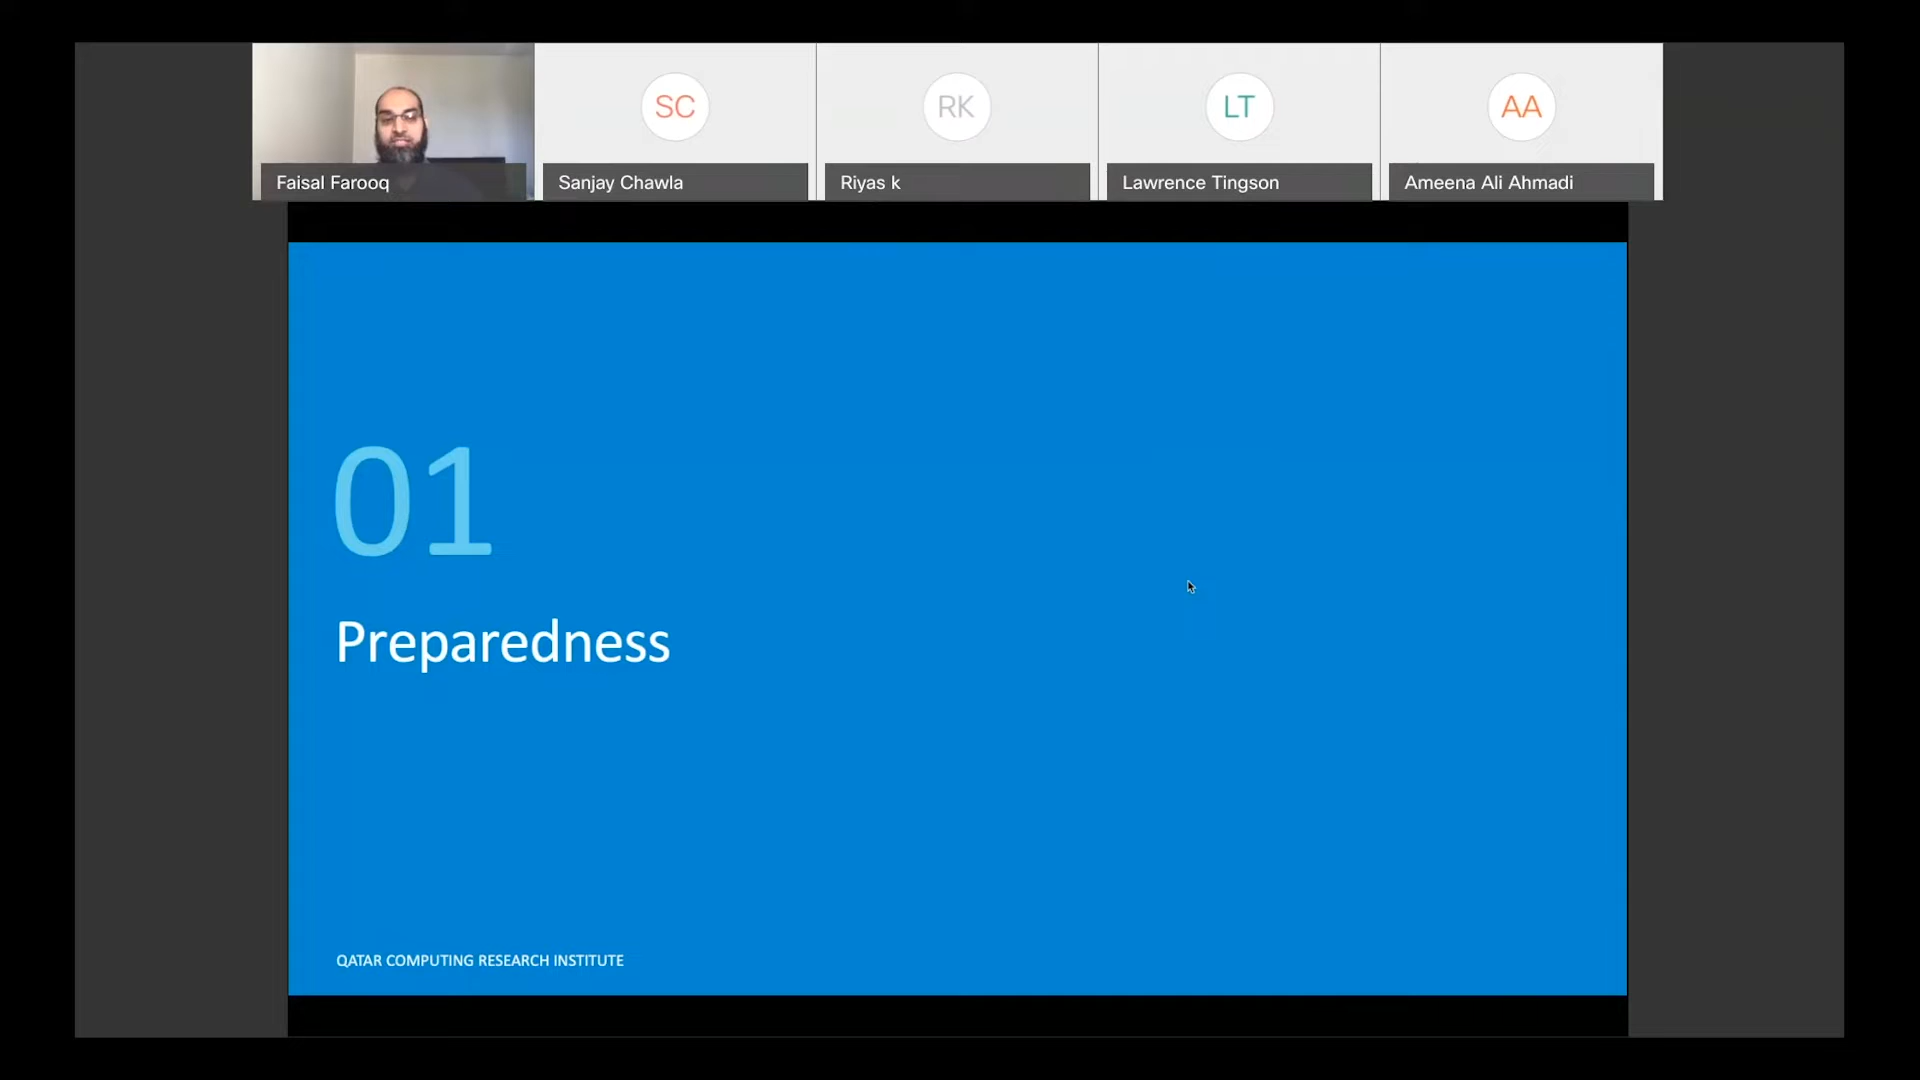 SC
RK
LT
AA
Faisal Farooq
Sanjay Chawla
Riyas k
Lawrence Tingson
Ameena Ali Ahmadi
01
Preparedness
QATAR COMPUTING RESEARCH INSTITUTE